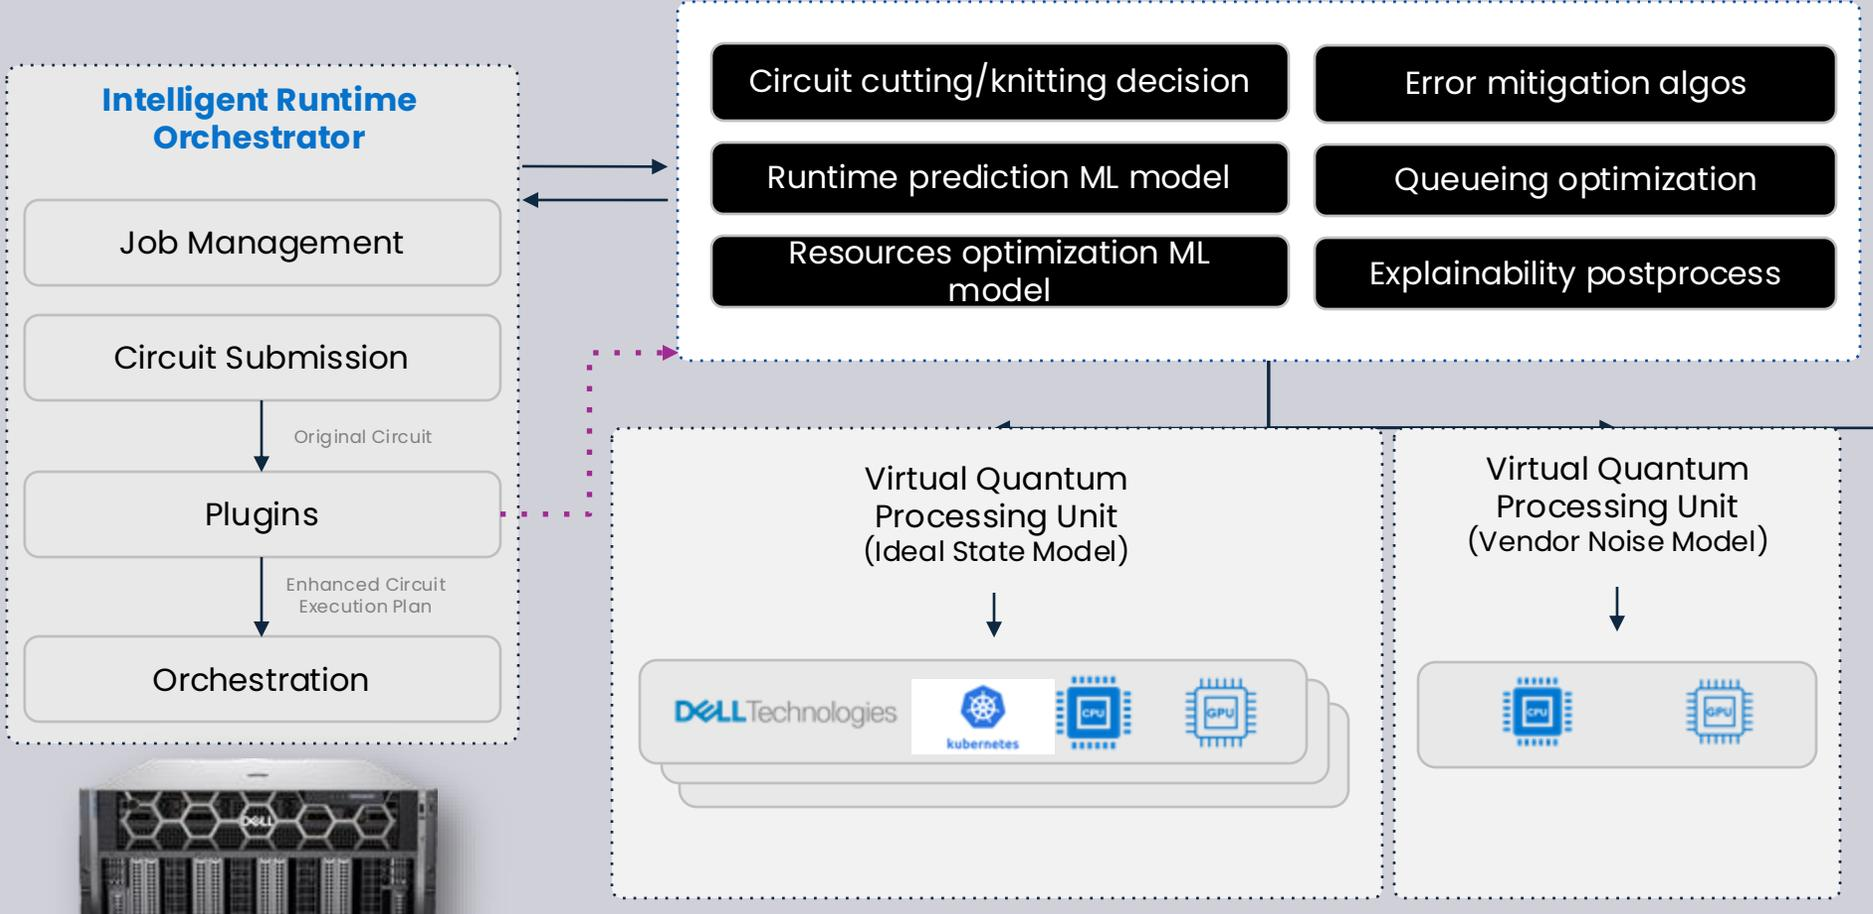 Intelligent Runtime
Orchestrator
Job Management
Circuit Submission
Original Circuit
Plugins
Enhanced Circuit
Execution Plan
Orchestration
DELL
Circuit cutting/knitting decision
Error mitigation algos
Runtime prediction ML model
Queueing optimization
Resources optimization ML
model
Explainability postprocess
Virtual Quantum
Processing Unit
(Ideal State Model)
DELLTechnologies
kubernetes
CPU
GPU
Virtual Quantum
Processing Unit
(Vendor Noise Model)
CPU
GPU